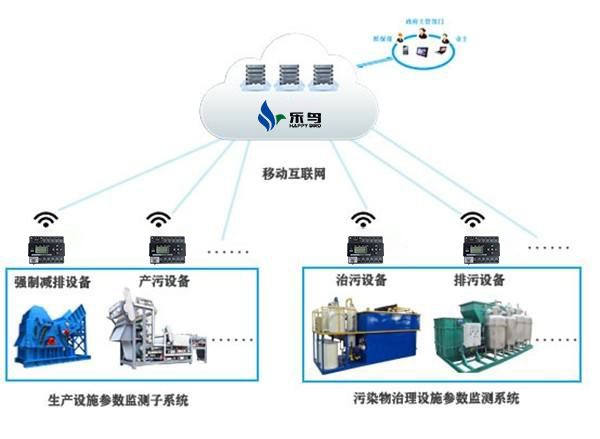 政府主管部门
环保部
业主
乐鸟
HAPPY BIRD
移动互联网
强制减排设备
产污设备
······
治污设备
排污设备
······
······
······
生产设施参数监测子系统
污染物治理设施参数监测系统